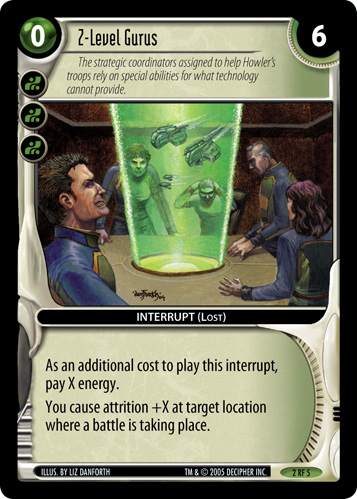 0
Z-Level Gurus
6
The strategic coordinators assigned to help Howler's
troops rely on special abilities for what technology
cannot provide.
danforth 04
INTERRUPT (LOST)
As an additional cost to play this interrupt,
pay X energy.
You cause attrition +X at target location
where a battle is taking place.
ILLUS. BY LIZ DANFORTH
TM & © 2005 DECIPHER INC.
2 RF 5